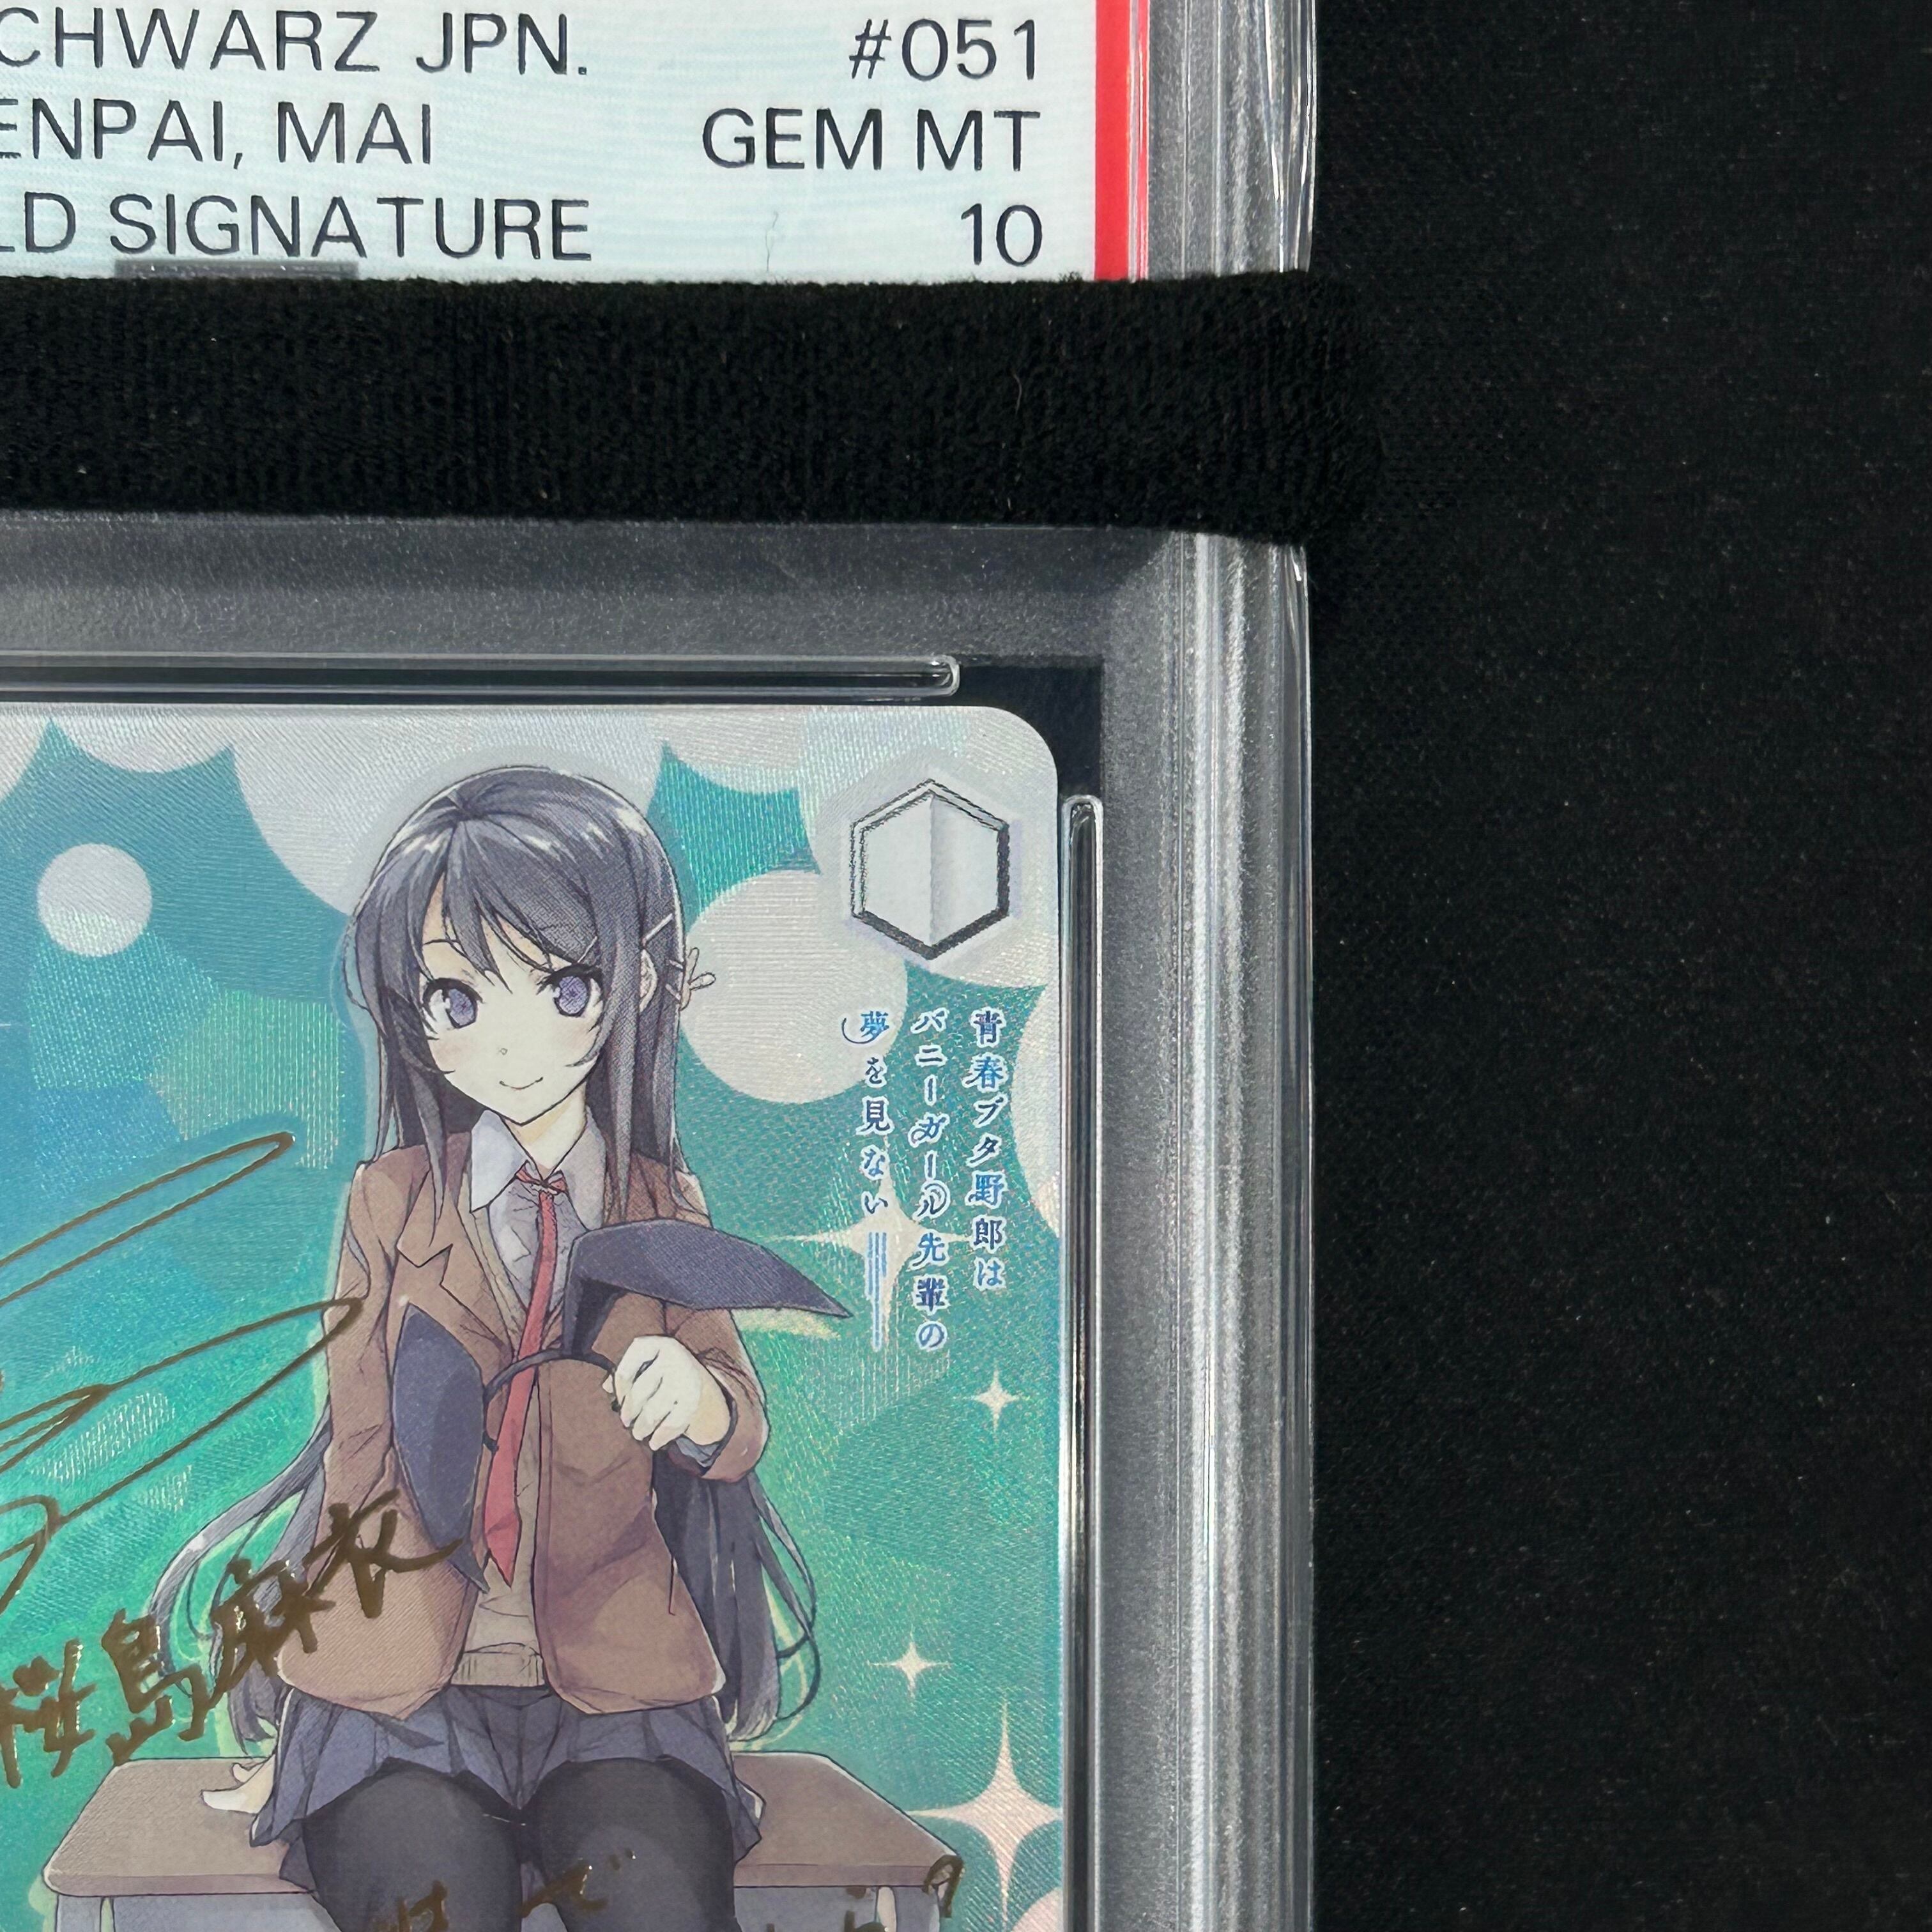 CHWARZ JPN. #051
ENPAI, MAI GEM MT
LD SIGNATURE 10
青春ブタ野郎は
バニーガール先輩の
夢を見ない
桜島麻衣